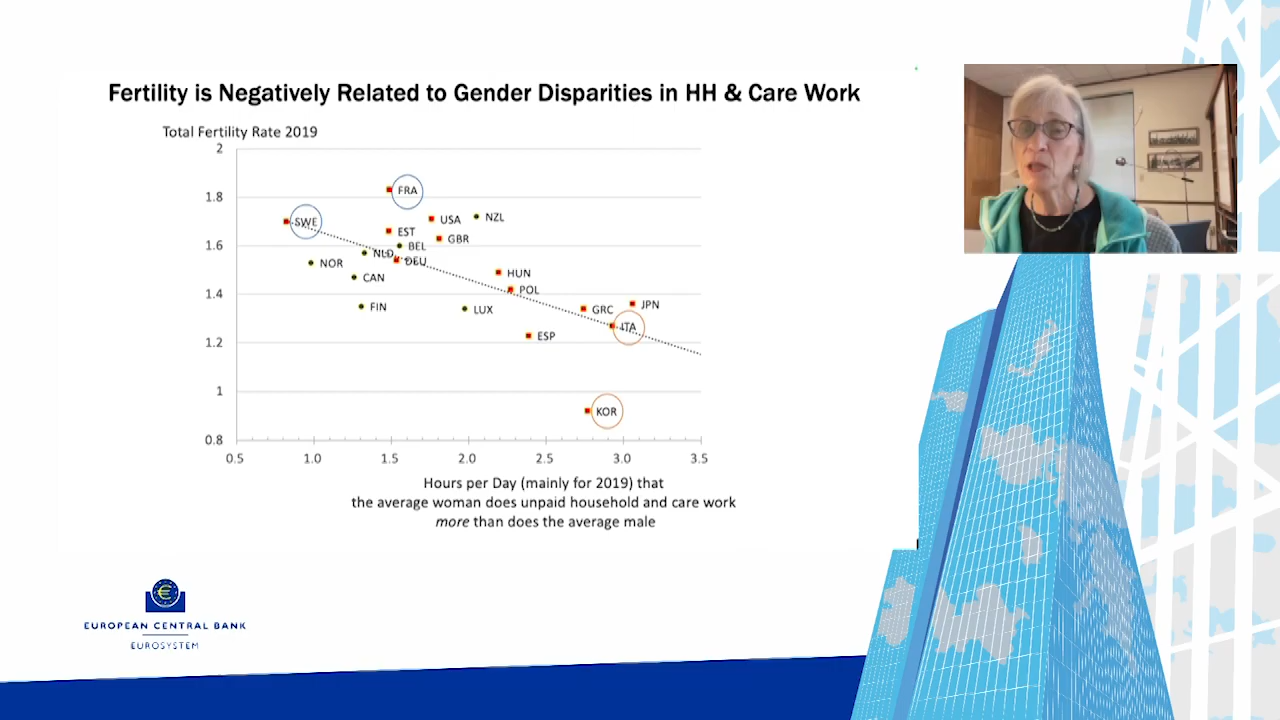 Fertility is Negatively Related to Gender Disparities in HH & Care Work
Total Fertility Rate 2019
2
1.8
1.6
1.4
1.2
1
0.8
FRA
SWE
USA
NZL
EST
GBR
BEL
NLD
DEU
NOR
CAN
HUN
POL
FIN
LUX
GRC
JPN
ITA
ESP
KOR
0.5 1.0 1.5 2.0 2.5 3.0 3.5
Hours per Day (mainly for 2019) that
the average woman does unpaid household and care work
more than does the average male
EUROPEAN CENTRAL BANK
EUROSYSTEM